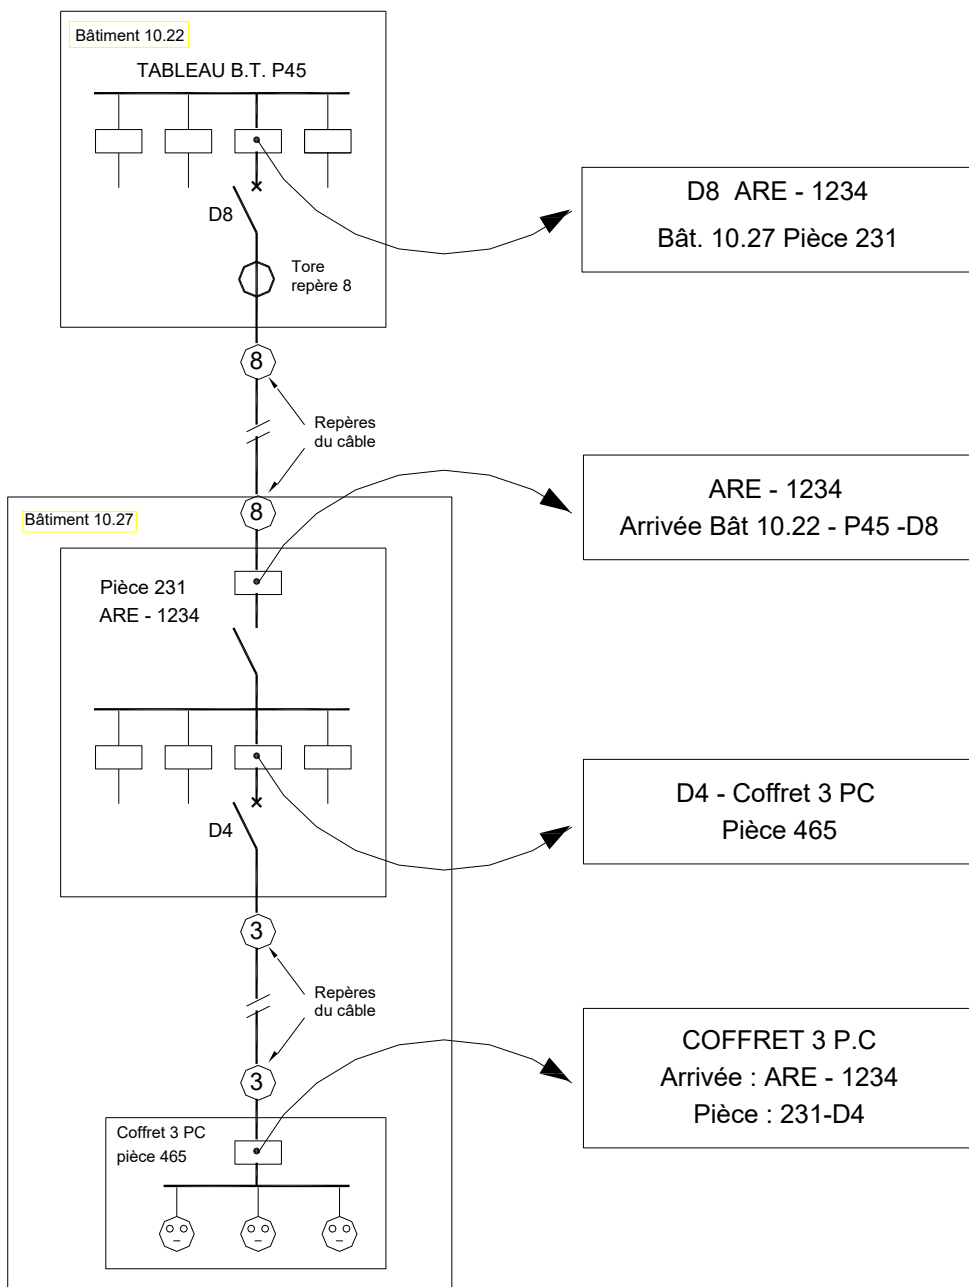 Bâtiment 10.22
TABLEAU B.T. P45
D8
Tore
repère 8
D8 ARE - 1234
Bât. 10.27 Pièce 231
8
Repères
du câble
8
Bâtiment 10.27
Pièce 231
ARE - 1234
ARE - 1234
Arrivée Bât 10.22 - P45 -D8
D4
D4 - Coffret 3 PC
Pièce 465
3
Repères
du câble
3
Coffret 3 PC
pièce 465
COFFRET 3 P.C
Arrivée : ARE - 1234
Pièce : 231-D4